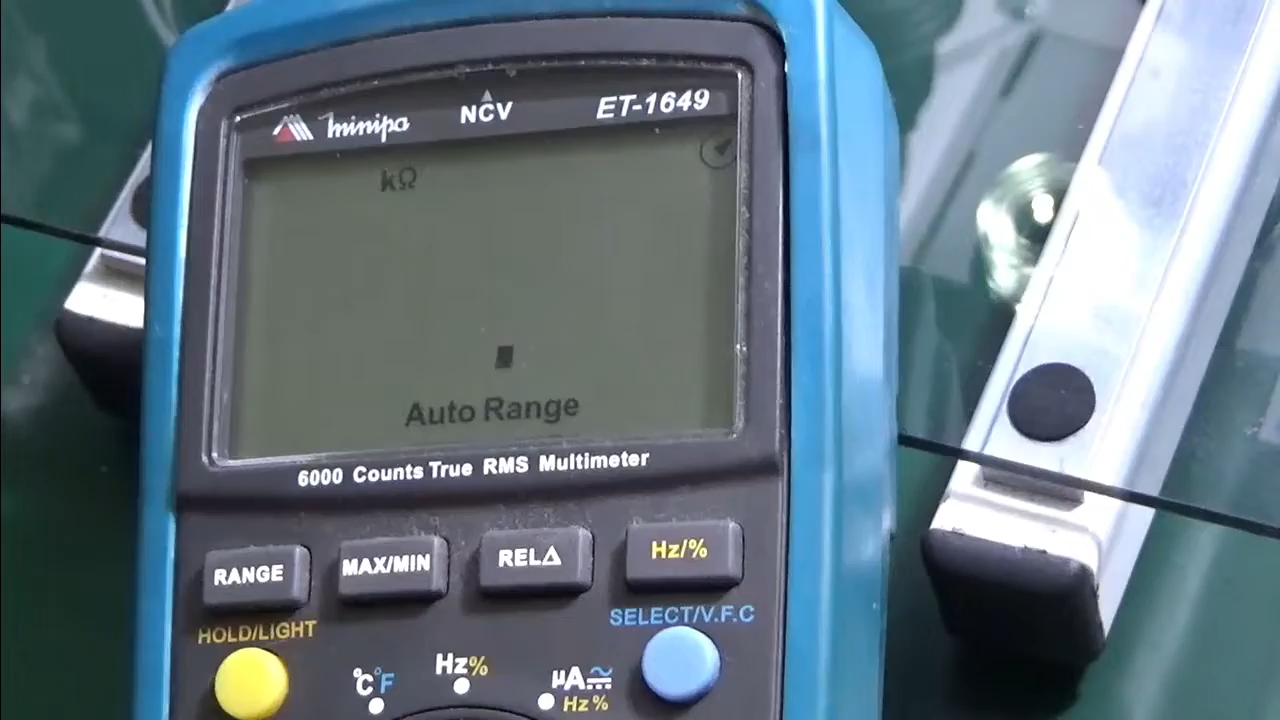 minipa NCV ET-1649
kΩ
Auto Range
6000 Counts True RMS Multimeter
RANGE MAX/MIN RELΔ Hz/%
HOLD/LIGHT SELECT/V.F.C
°C°F Hz% µA
Hz%